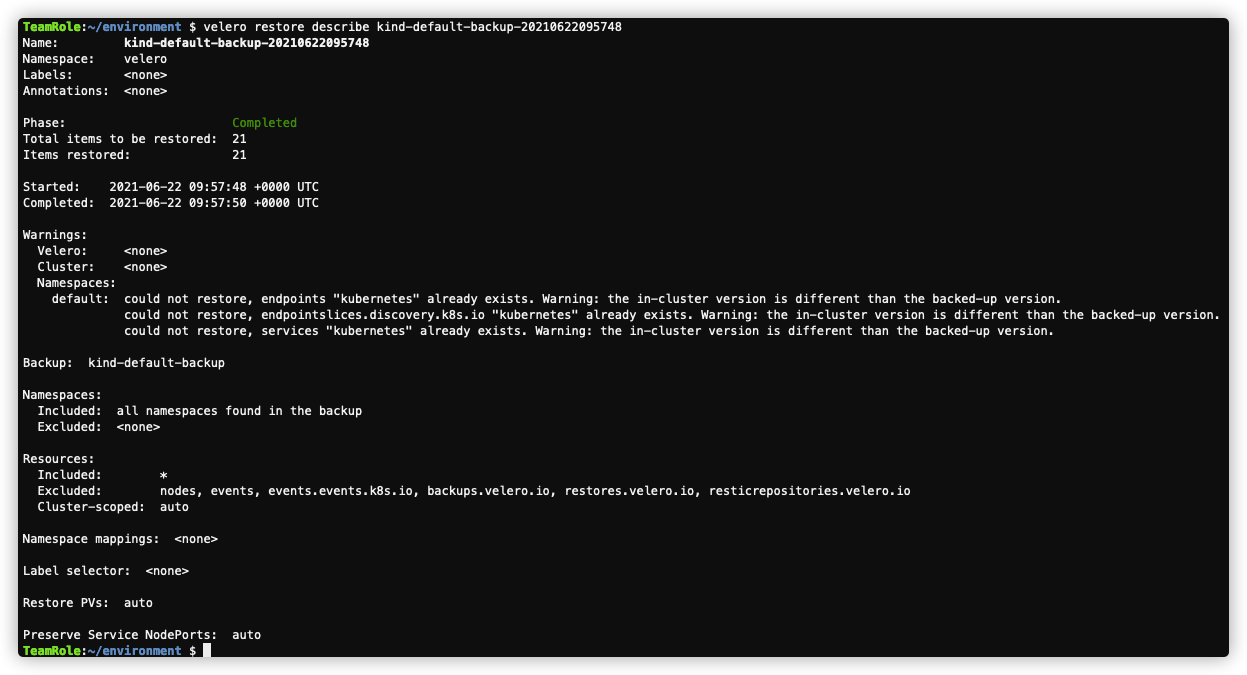 TeamRole:~/environment $ velero restore describe kind-default-backup-20210622095748
Name:         kind-default-backup-20210622095748
Namespace:    velero
Labels:       <none>
Annotations:  <none>

Phase:                       Completed
Total items to be restored:  21
Items restored:              21

Started:    2021-06-22 09:57:48 +0000 UTC
Completed:  2021-06-22 09:57:50 +0000 UTC

Warnings:
  Velero:     <none>
  Cluster:    <none>
  Namespaces:
    default:  could not restore, endpoints "kubernetes" already exists. Warning: the in-cluster version is different than the backed-up version.
              could not restore, endpointslices.discovery.k8s.io "kubernetes" already exists. Warning: the in-cluster version is different than the backed-up version.
              could not restore, services "kubernetes" already exists. Warning: the in-cluster version is different than the backed-up version.

Backup:  kind-default-backup

Namespaces:
  Included:  all namespaces found in the backup
  Excluded:  <none>

Resources:
  Included:        *
  Excluded:        nodes, events, events.events.k8s.io, backups.velero.io, restores.velero.io, resticrepositories.velero.io
  Cluster-scoped:  auto

Namespace mappings:  <none>

Label selector:  <none>

Restore PVs:  auto

Preserve Service NodePorts:  auto
TeamRole:~/environment $